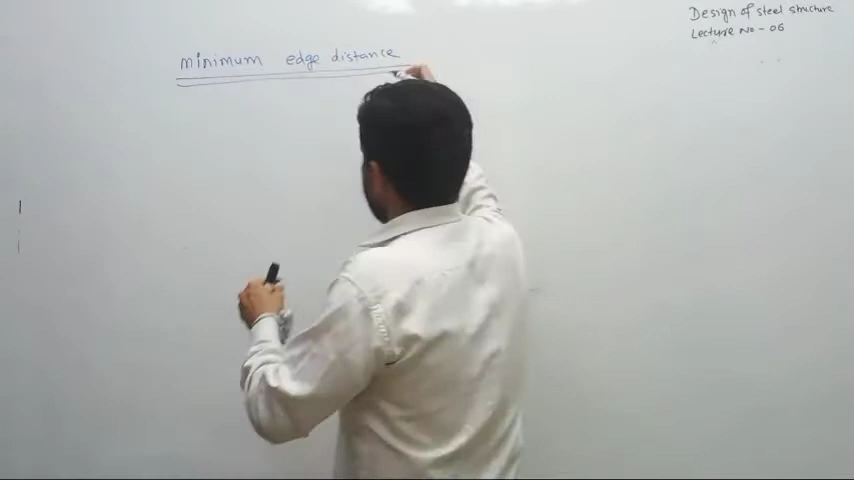 Design of steel structure
Lecture No - 06
minimum edge distance